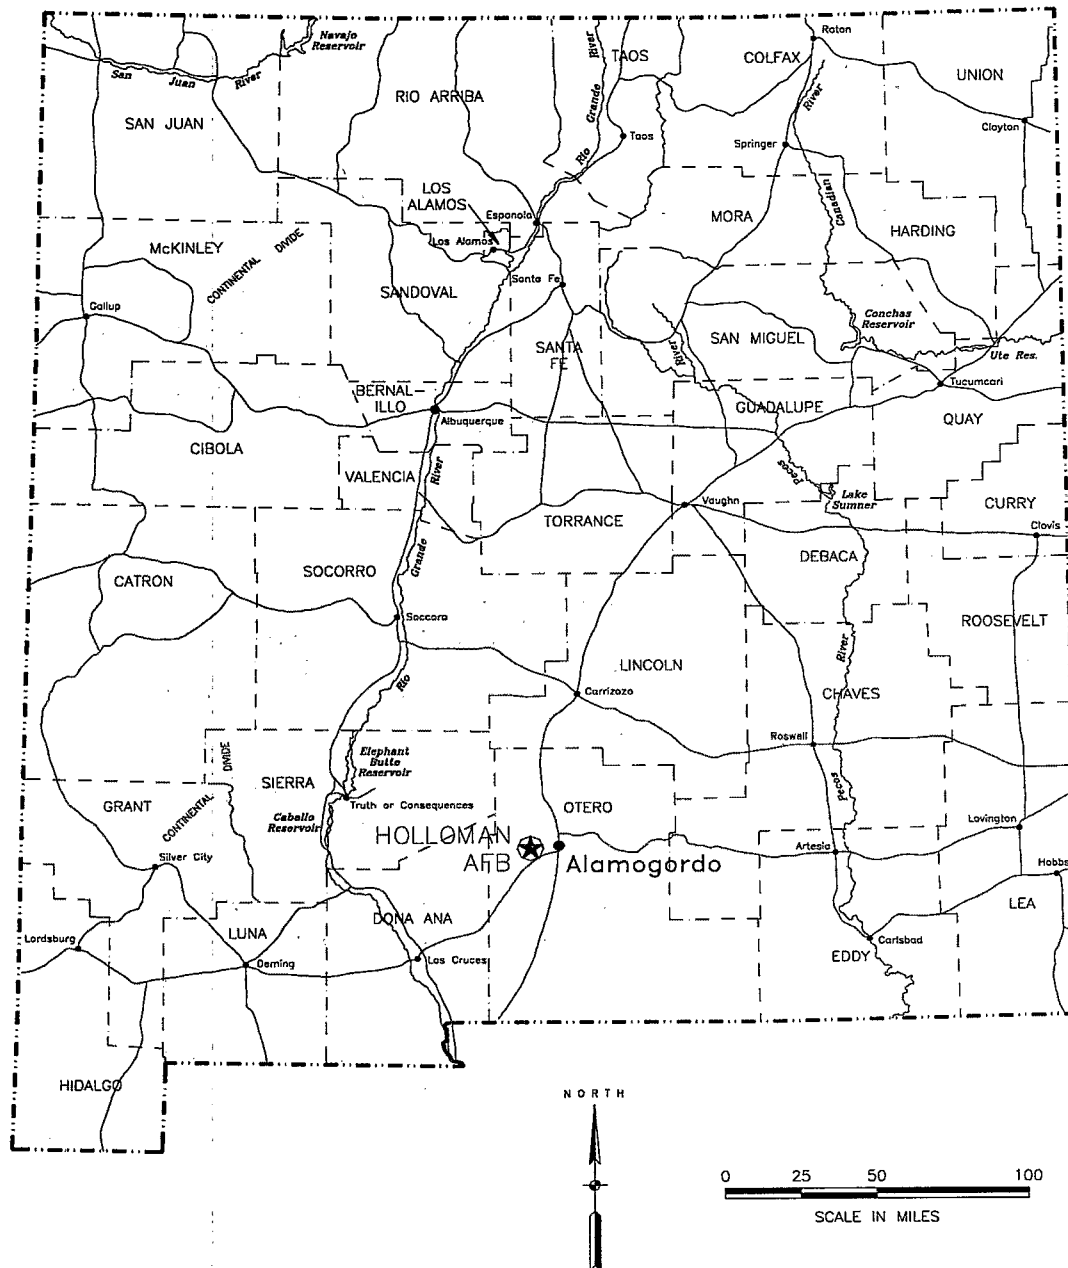 Navajo
Reservoir
San Juan River
SAN JUAN
RIO ARRIBA
Rio Grande River
TAOS
Taos
COLFAX
Raton
River
UNION
Clayton
Springer
Canadian
LOS
ALAMOS
Espanola
Los Alamos
MORA
HARDING
McKINLEY
CONTINENTAL DIVIDE
SANDOVAL
Santa Fe
Gallup
Conchas
Reservoir
SAN MIGUEL
River
SANTA
FE
Ute Res.
Tucumcari
BERNAL-
ILLO
Albuquerque
GUADALUPE
QUAY
CIBOLA
VALENCIA
River
Pecos
Lake
Sumner
Vaughn
CURRY
TORRANCE
Clovis
DEBACA
Grande
SOCORRO
CATRON
Soccoro
ROOSEVELT
River
LINCOLN
Rio
CHAVES
Carrizozo
Roswell
DIVIDE
Elephant
Butte
Reservoir
SIERRA
Pecos
GRANT
CONTINENTAL
Truth or Consequences
OTERO
Caballo
Reservoir
HOLLOMAN
AFB
Alamogordo
Lovington
Artesia
Silver City
Hobbs
DONA ANA
LEA
LUNA
Lordsburg
Carlsbad
EDDY
Deming
Las Cruces
HIDALGO
NORTH
0 25 50 100
SCALE IN MILES